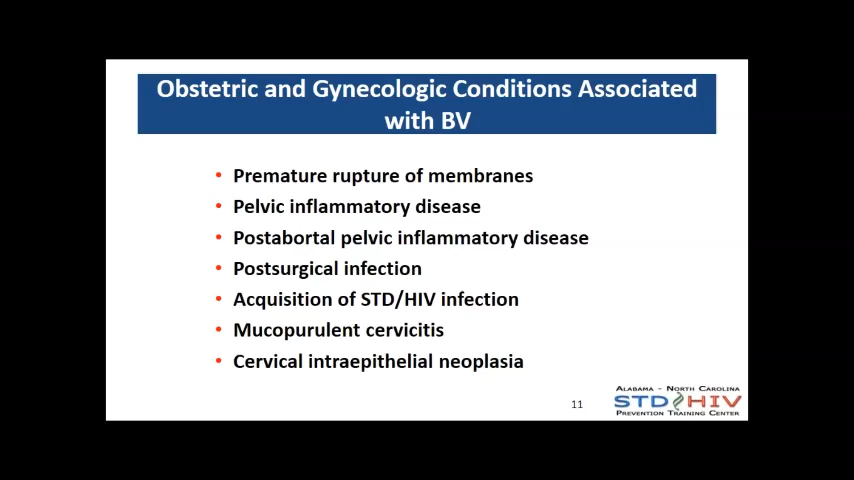 Obstetric and Gynecologic Conditions Associated
with BV
• Premature rupture of membranes
• Pelvic inflammatory disease
• Postabortal pelvic inflammatory disease
• Postsurgical infection
• Acquisition of STD/HIV infection
• Mucopurulent cervicitis
• Cervical intraepithelial neoplasia
11
Alabama - North Carolina
STD HIV
Prevention Training Center